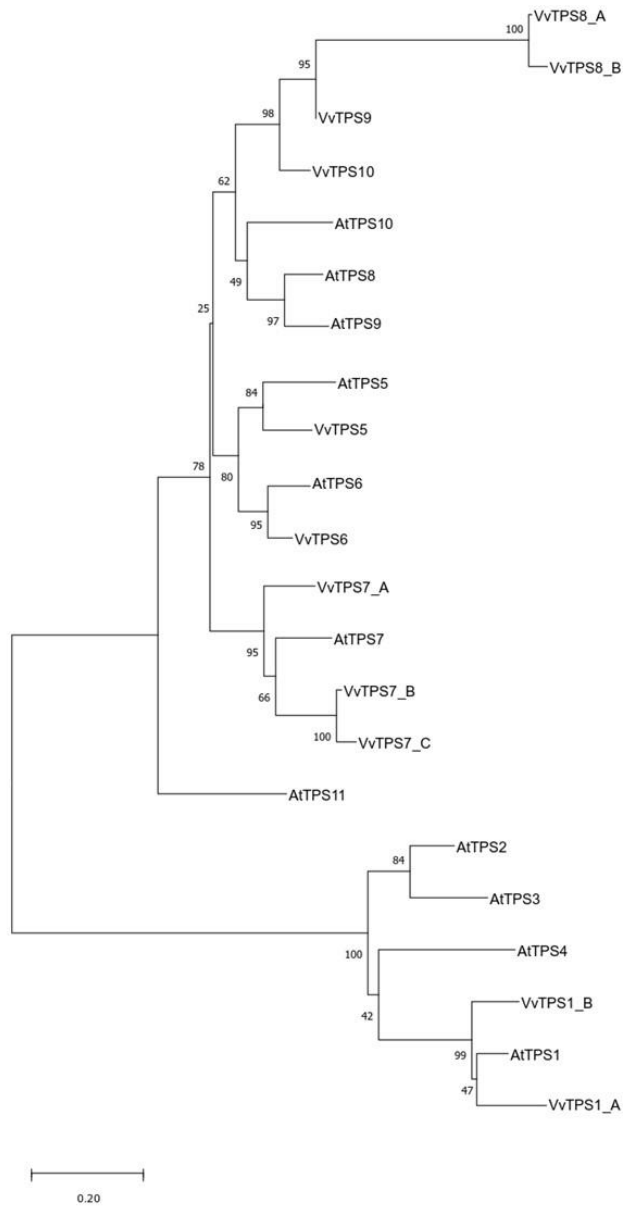 VvTPS8_A
100
VvTPS8_B
95
VvTPS9
98
VvTPS10
62
AtTPS10
49
AtTPS8
97
AtTPS9
25
AtTPS5
84
VvTPS5
78
80
AtTPS6
95
VvTPS6
VvTPS7_A
95
AtTPS7
66
VvTPS7_B
100
VvTPS7_C
AtTPS11
AtTPS2
84
AtTPS3
100
AtTPS4
42
VvTPS1_B
99
AtTPS1
47
VvTPS1_A
0.20